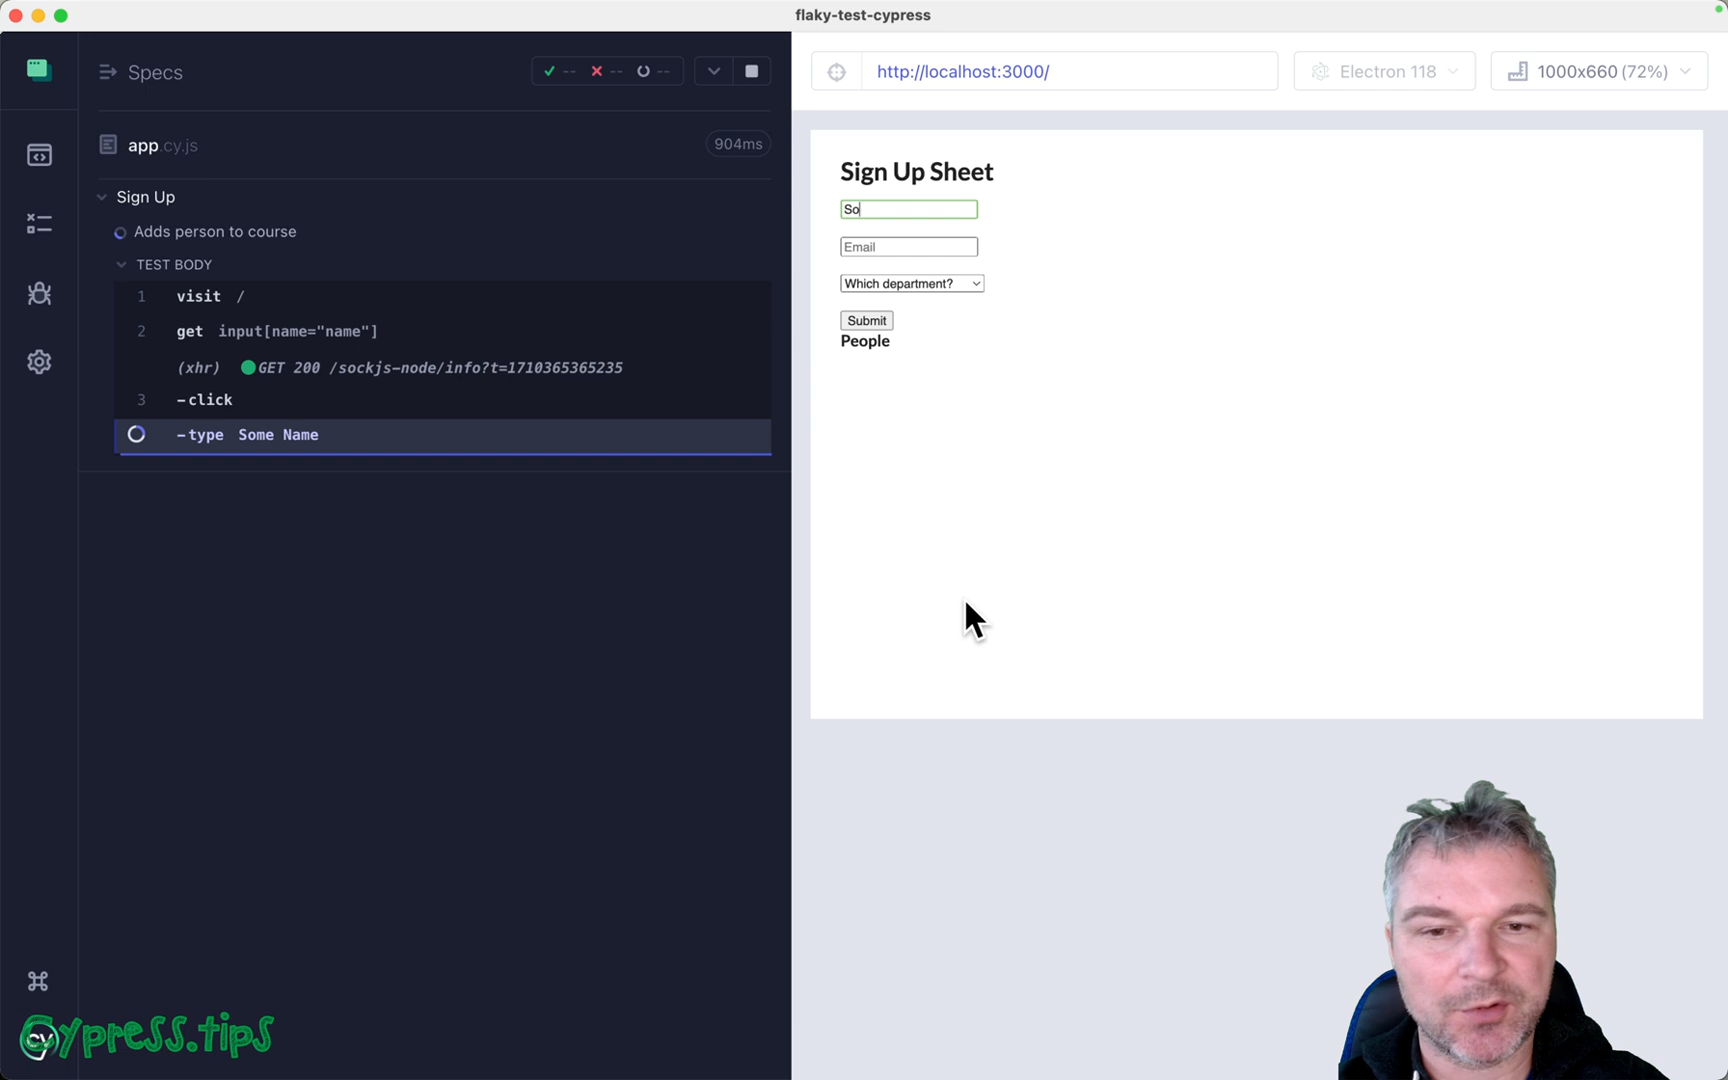 flaky-test-cypress
Specs
-- -- --
app.cy.js
904ms
Sign Up
Adds person to course
TEST BODY
1 visit /
2 get input[name="name"]
(xhr) GET 200 /sockjs-node/info?t=1710365365235
3 -click
-type Some Name
cy
Cypress.tips
http://localhost:3000/
Electron 118
1000x660 (72%)
Sign Up Sheet
So
Email
Which department?
Submit
People